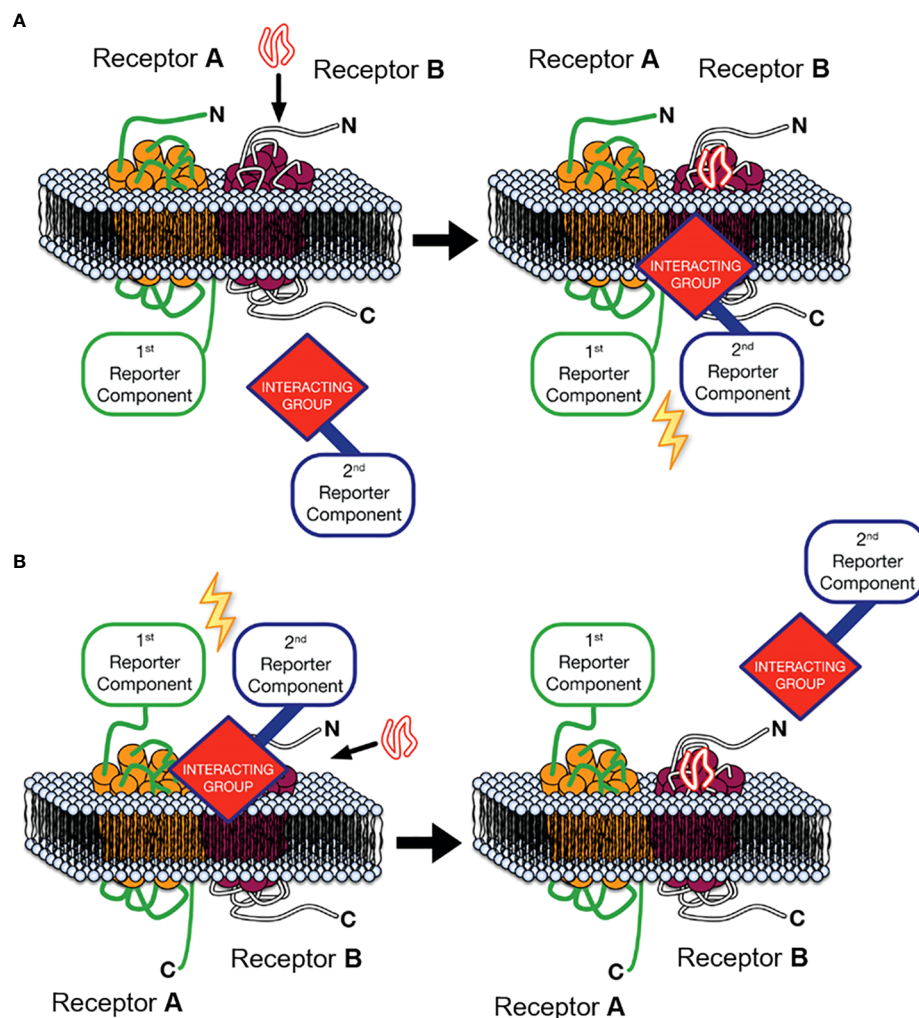 A
Receptor A
Receptor B
N
N
C
1st
Reporter
Component
INTERACTING
GROUP
2nd
Reporter
Component
Receptor A
Receptor B
N
N
INTERACTING
GROUP
C
1st
Reporter
Component
2nd
Reporter
Component
B
1st
Reporter
Component
2nd
Reporter
Component
N
INTERACTING
GROUP
C
Receptor B
C
Receptor A
2nd
Reporter
Component
1st
Reporter
Component
INTERACTING
GROUP
N
C
Receptor B
C
Receptor A